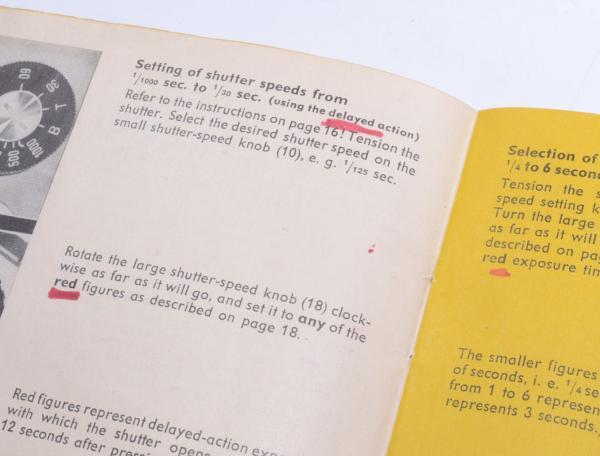 60
30
T
B
1000
500
Setting of shutter speeds from
1/1000 sec. to 1/30 sec. (using the delayed action)
Refer to the instructions on page 16! Tension the
shutter. Select the desired shutter speed on the
small shutter-speed knob (10), e. g. 1/125 sec.
Rotate the large shutter-speed knob (18) clock-
wise as far as it will go, and set it to any of the
red figures as described on page 18.
Red figures represent delayed-action
with which the shutter opens
12 seconds after
Selection of
1/4 to 6
Tension the
speed setting
Turn the large
as far as it will
described on
red exposure
The smaller figures
of seconds, i. e. 1/4
from 1 to 6
represents 3 seconds.